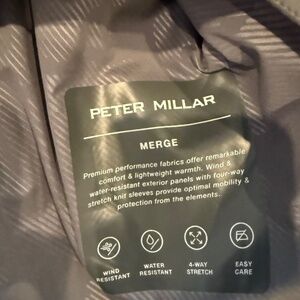 PETER MILLAR
MERGE
Premium performance fabrics offer remarkable
comfort & lightweight warmth. Wind &
water-resistant exterior panels with four-way
stretch knit sleeves provide optimal mobility &
protection from the elements.
WIND
RESISTANT
WATER
RESISTANT
4-WAY
STRETCH
EASY
CARE